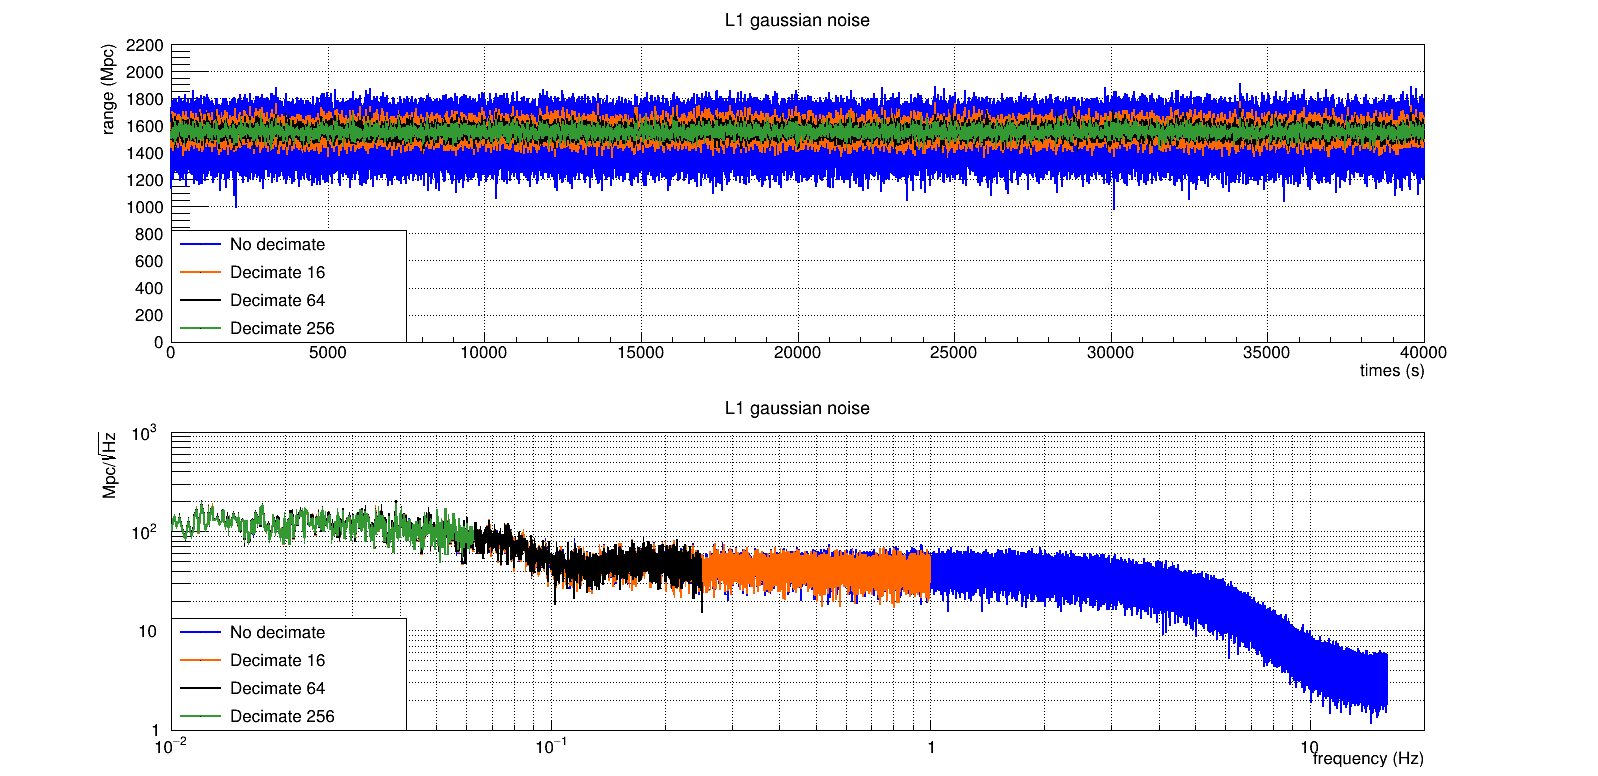 L1 gaussian noise
range (Mpc)
2200
2000
1800
1600
1400
1200
1000
800
600
400
200
0
No decimate
Decimate 16
Decimate 64
Decimate 256
0 5000 10000 15000 20000 25000 30000 35000 40000
times (s)
L1 gaussian noise
Mpc/√Hz
10³
10²
10
1
No decimate
Decimate 16
Decimate 64
Decimate 256
10⁻² 10⁻¹ 1 10
frequency (Hz)